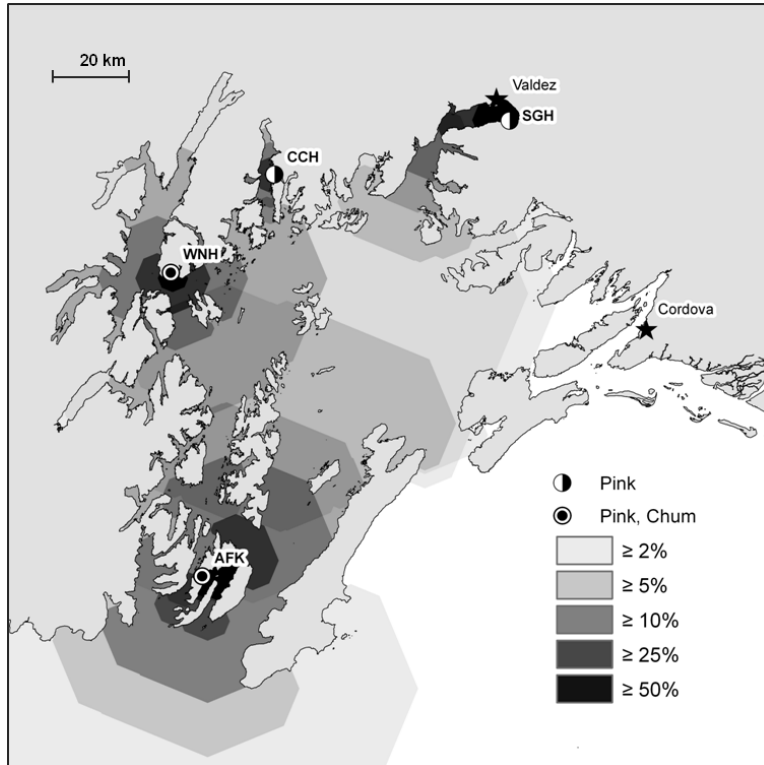 20 km
Valdez
SGH
CCH
WNH
Cordova
AFK
Pink
Pink, Chum
≥ 2%
≥ 5%
≥ 10%
≥ 25%
≥ 50%